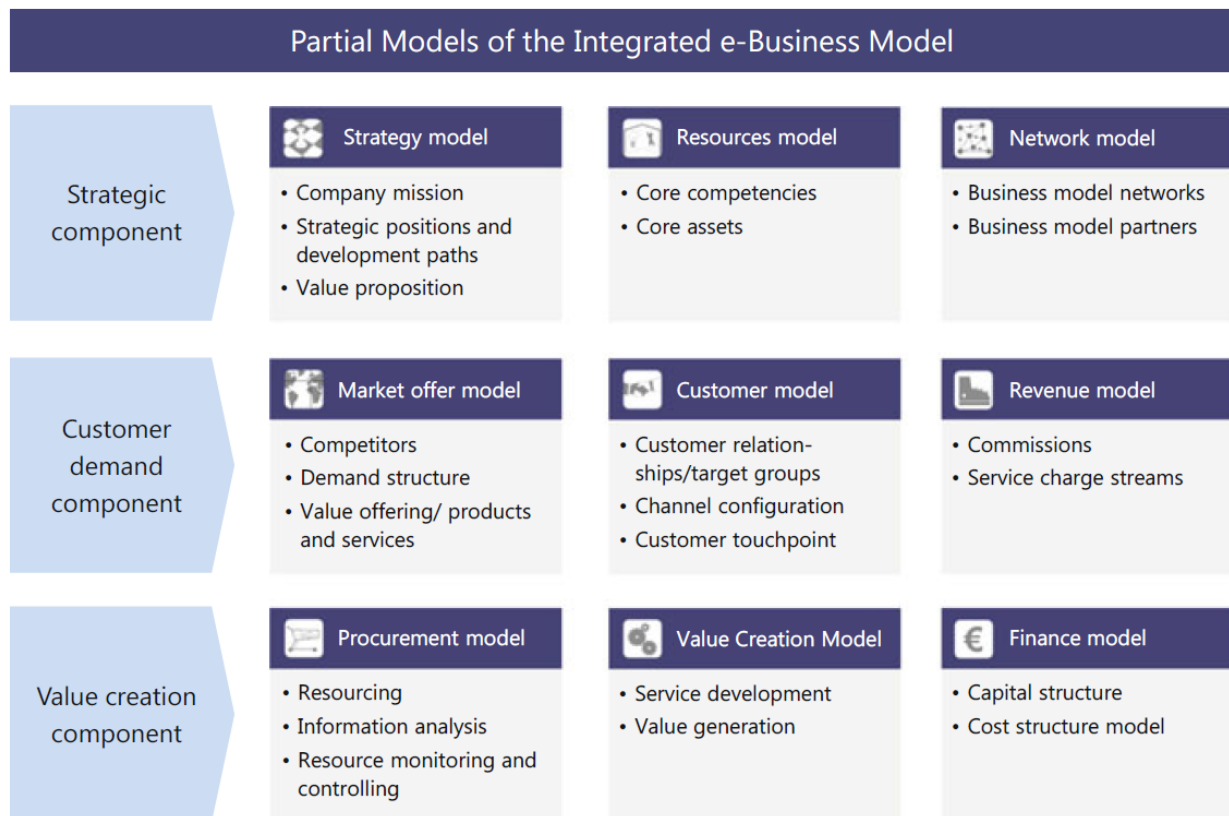 Partial Models of the Integrated e-Business Model
Strategic
component
Strategy model
• Company mission
• Strategic positions and
development paths
• Value proposition
Resources model
• Core competencies
• Core assets
Network model
• Business model networks
• Business model partners
Customer
demand
component
Market offer model
• Competitors
• Demand structure
• Value offering/ products
and services
Customer model
• Customer relation-
ships/target groups
• Channel configuration
• Customer touchpoint
Revenue model
• Commissions
• Service charge streams
Value creation
component
Procurement model
• Resourcing
• Information analysis
• Resource monitoring and
controlling
Value Creation Model
• Service development
• Value generation
€
Finance model
• Capital structure
• Cost structure model